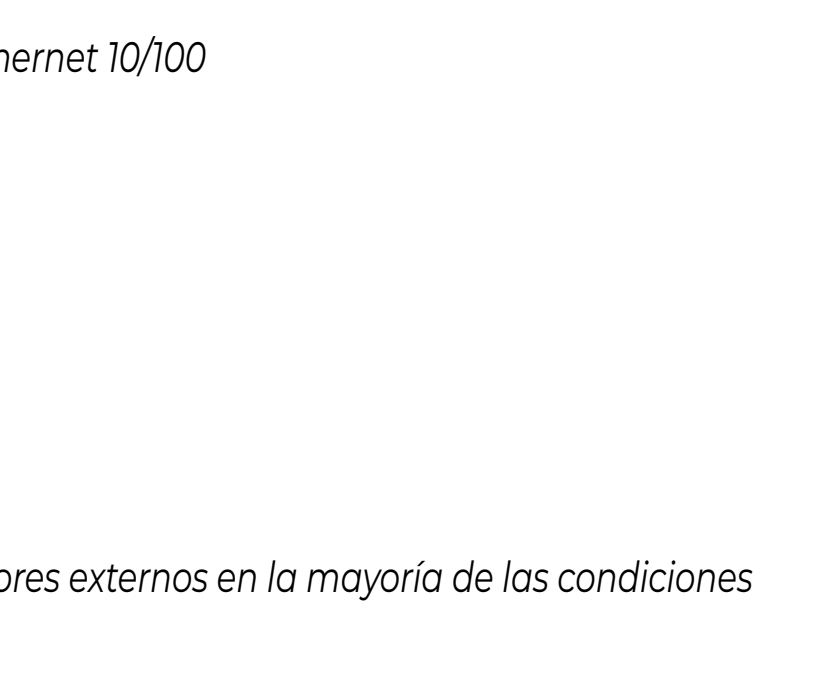 hernet 10/100
ores externos en la mayoría de las condiciones